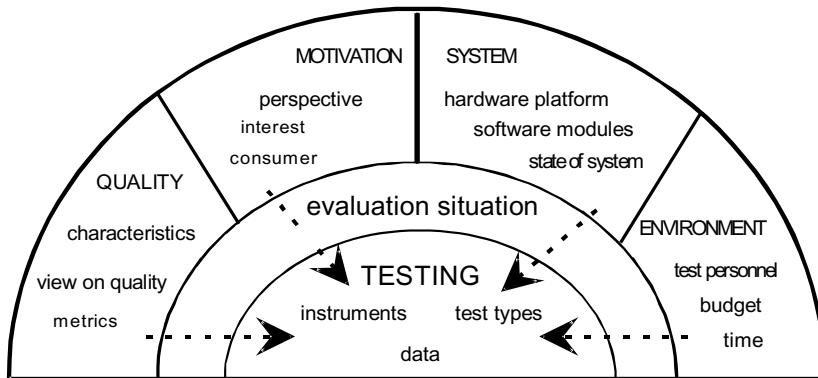 MOTIVATION
perspective
interest
consumer
SYSTEM
hardware platform
software modules
state of system
QUALITY
characteristics
view on quality
metrics
evaluation situation
ENVIRONMENT
test personnel
budget
time
TESTING
instruments
test types
data